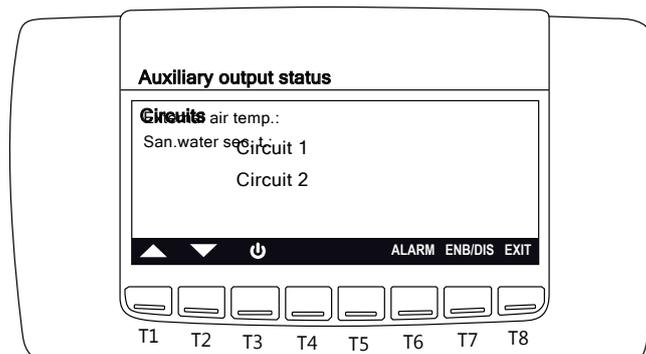 Auxiliary output status
Circuits
External air temp.:
San.water sec. t.:
Circuit 1
Circuit 2
ALARM ENB/DIS EXIT
T1 T2 T3 T4 T5 T6 T7 T8